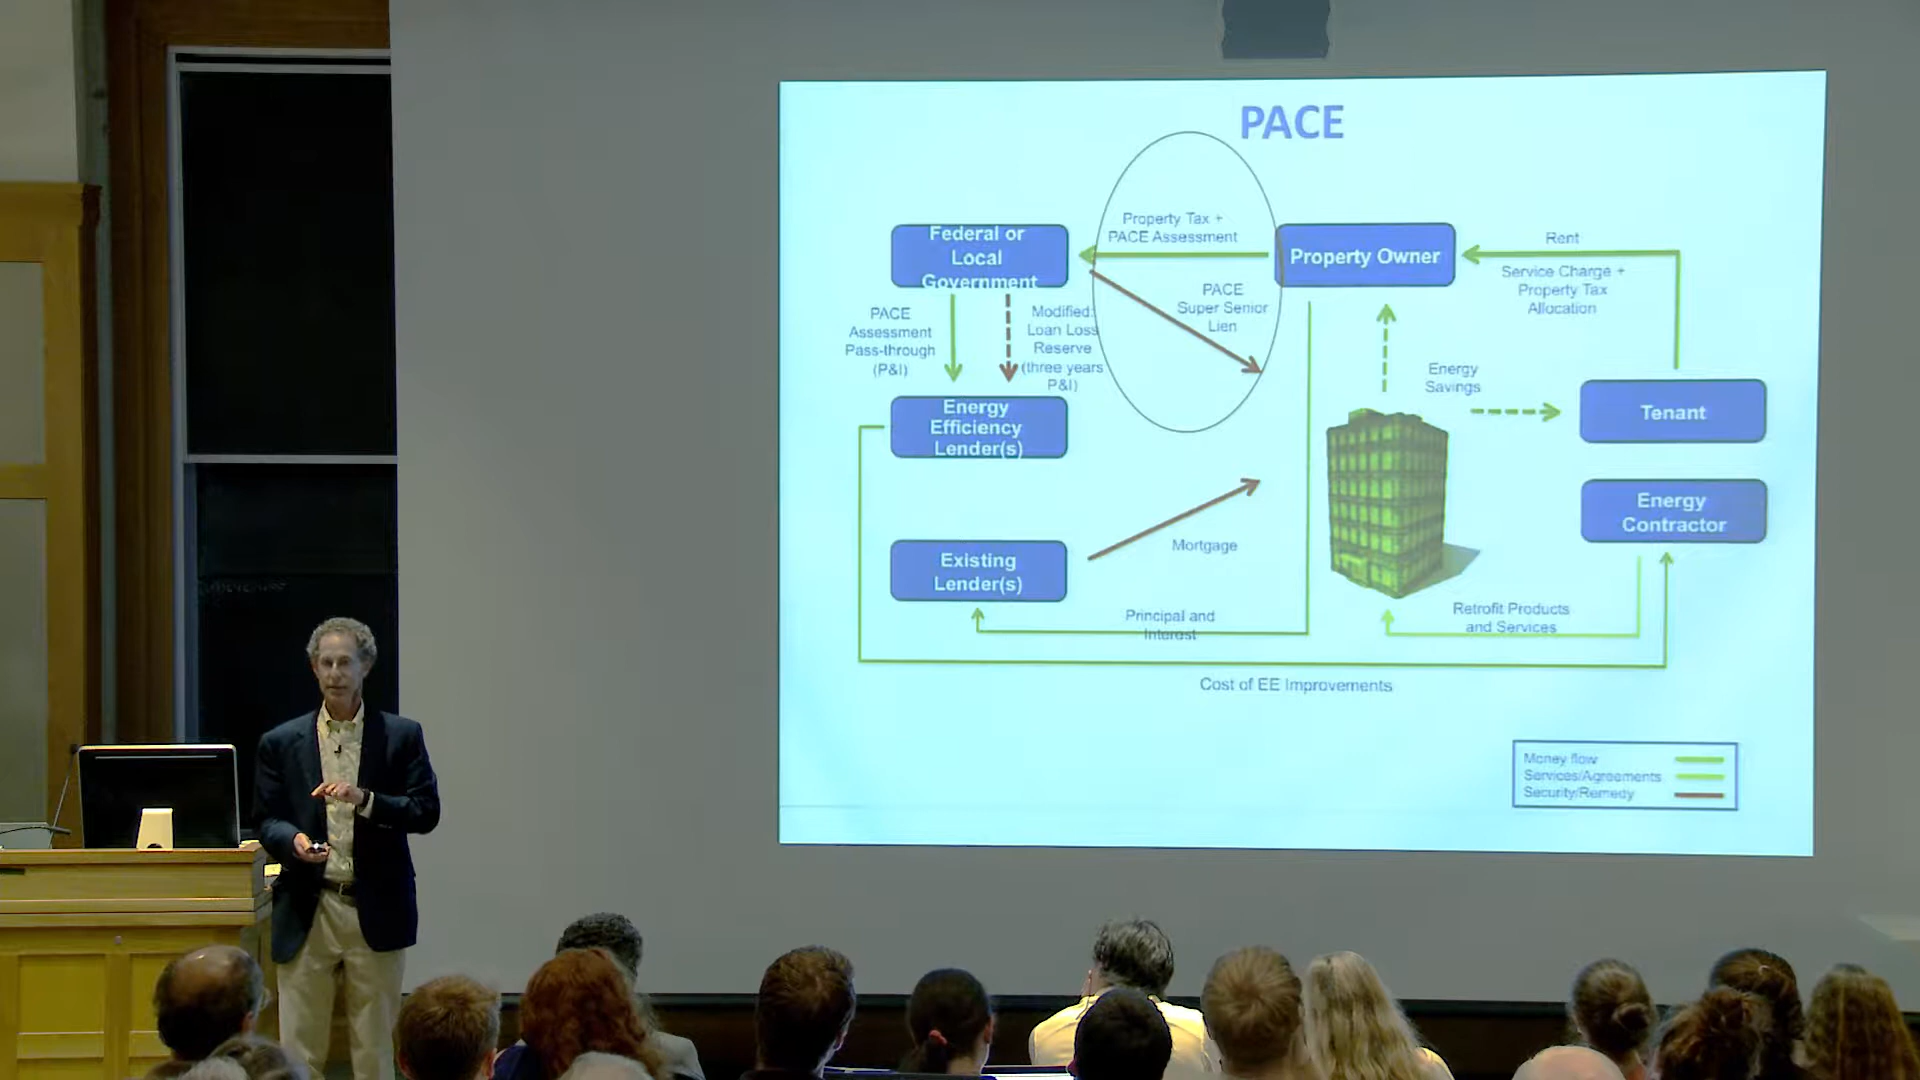 PACE
Federal or
Local
Government
Property Tax +
PACE Assessment
Property Owner
Rent
Service Charge +
Property Tax
Allocation
PACE
Assessment
Pass-through
(P&I)
Modified:
Loan Loss
Reserve
(three years
P&I)
PACE
Super Senior
Lien
Energy
Savings
Tenant
Energy
Efficiency
Lender(s)
Energy
Contractor
Existing
Lender(s)
Mortgage
Principal and
Interest
Retrofit Products
and Services
Cost of EE Improvements
Money flow
Services/Agreements
Security/Remedy